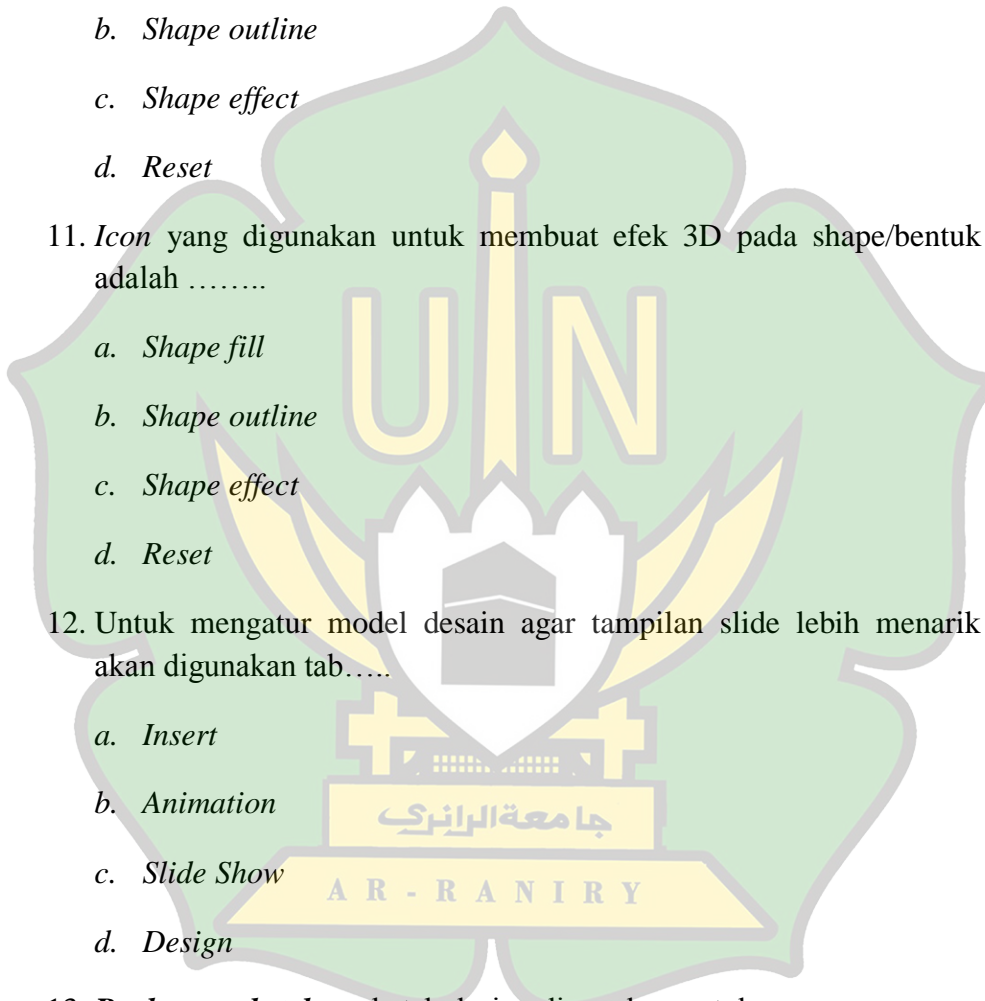 b. Shape outline
c. Shape effect
d. Reset
11. Icon yang digunakan untuk membuat efek 3D pada shape/bentuk
adalah ……..
a. Shape fill
b. Shape outline
c. Shape effect
d. Reset
12. Untuk mengatur model desain agar tampilan slide lebih menarik
akan digunakan tab…..
a. Insert
b. Animation
c. Slide Show
d. Design
UIN
جامعة الرانري
AR-RANIRY